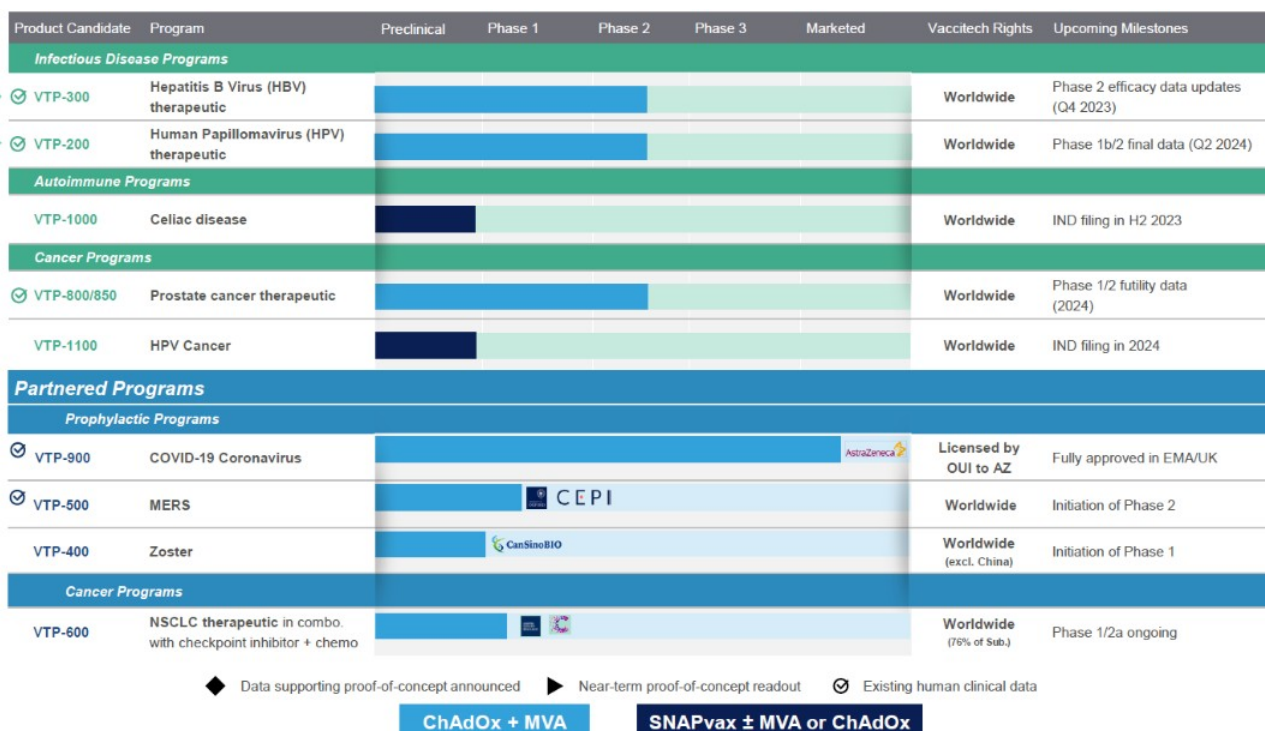 Product Candidate Program Preclinical Phase 1 Phase 2 Phase 3 Marketed Vaccitech Rights Upcoming Milestones
Infectious Disease Programs
VTP-300 Hepatitis B Virus (HBV) therapeutic Worldwide Phase 2 efficacy data updates (Q4 2023)
VTP-200 Human Papillomavirus (HPV) therapeutic Worldwide Phase 1b/2 final data (Q2 2024)
Autoimmune Programs
VTP-1000 Celiac disease Worldwide IND filing in H2 2023
Cancer Programs
VTP-800/850 Prostate cancer therapeutic Worldwide Phase 1/2 futility data (2024)
VTP-1100 HPV Cancer Worldwide IND filing in 2024
Partnered Programs
Prophylactic Programs
VTP-900 COVID-19 Coronavirus AstraZeneca Licensed by OUI to AZ Fully approved in EMA/UK
VTP-500 MERS CEPI Worldwide Initiation of Phase 2
VTP-400 Zoster CanSinoBIO Worldwide (excl. China) Initiation of Phase 1
Cancer Programs
VTP-600 NSCLC therapeutic in combo. with checkpoint inhibitor + chemo Worldwide (76% of Sub.) Phase 1/2a ongoing
Data supporting proof-of-concept announced Near-term proof-of-concept readout Existing human clinical data
ChAdOx + MVA SNAPvax ± MVA or ChAdOx